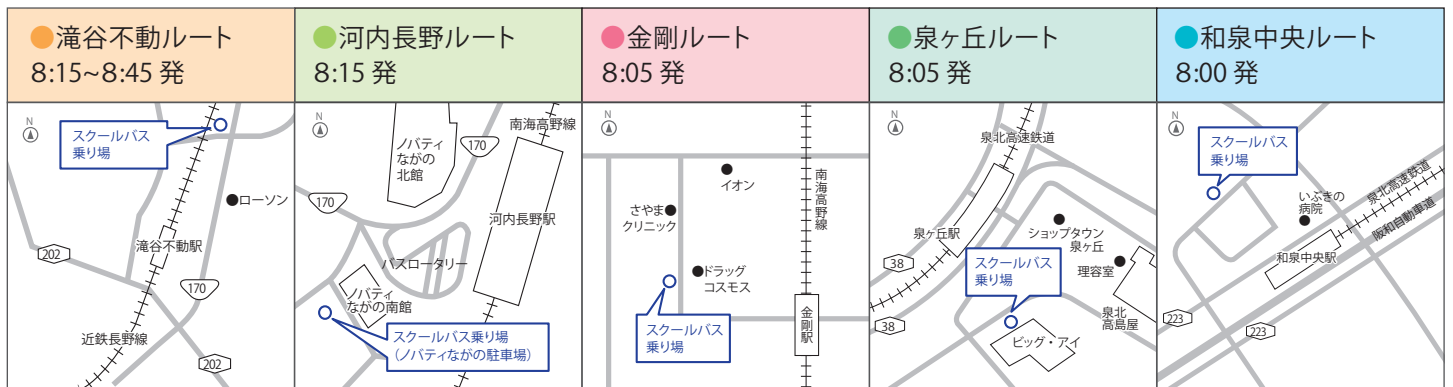 ●滝谷不動ルート
8:15~8:45 発
●河内長野ルート
8:15 発
●金剛ルート
8:05 発
●泉ヶ丘ルート
8:05 発
●和泉中央ルート
8:00 発
N
スクールバス
乗り場
ローソン
滝谷不動駅
202
170
近鉄長野線
202
N
ノバティ
ながの
北館
南海高野線
170
170
河内長野駅
バスロータリー
ノバティ
ながの南館
スクールバス乗り場
（ノバティながの駐車場）
N
イオン
南海高野線
さやま
クリニック
ドラッグ
コスモス
スクールバス
乗り場
金剛駅
N
泉北高速鉄道
泉ヶ丘駅
ショップタウン
泉ヶ丘
38
スクールバス
乗り場
理容室
泉北
高島屋
38
ビッグ・アイ
N
スクールバス
乗り場
いぶきの
病院
泉北高速鉄道
阪和自動車道
和泉中央駅
223
223